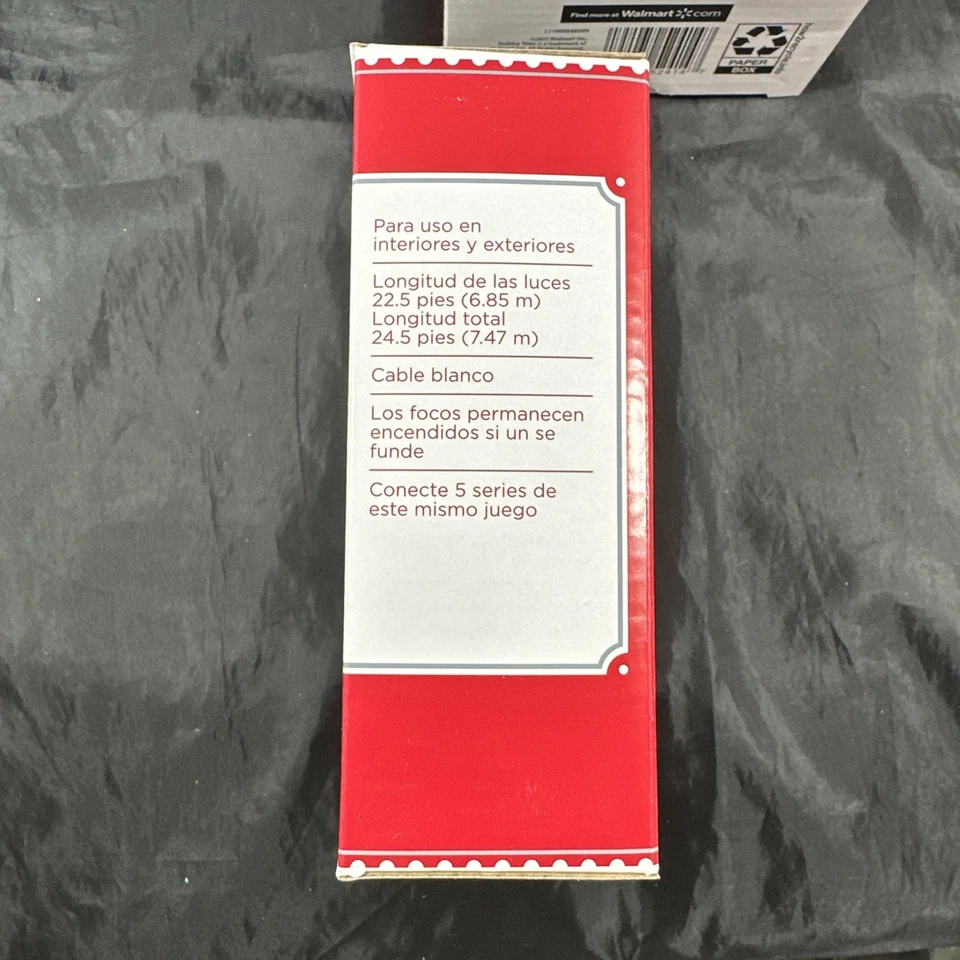 Find more at Walmart.com
PAPER
BOX
Para uso en
interiores y exteriores
Longitud de las luces
22.5 pies (6.85 m)
Longitud total
24.5 pies (7.47 m)
Cable blanco
Los focos permanecen
encendidos si un se
funde
Conecte 5 series de
este mismo juego